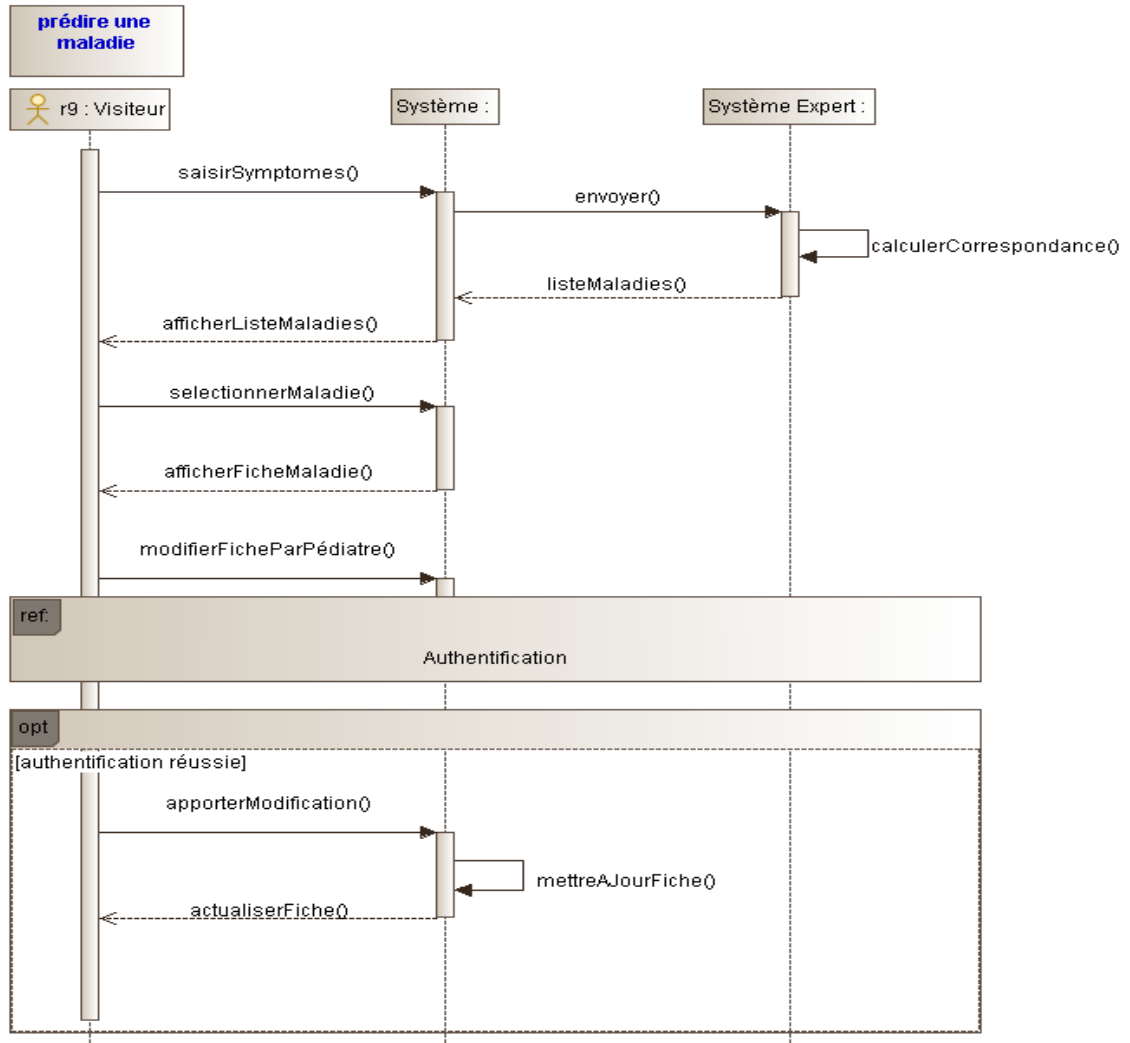 prédire une
maladie
r9 : Visiteur
Système :
Système Expert :
saisirSymptomes()
envoyer()
calculerCorrespondance()
listeMaladies()
afficherListeMaladies()
selectionnerMaladie()
afficherFicheMaladie()
modifierFicheParPédiatre()
ref:
Authentification
opt
[authentification réussie]
apporterModification()
mettreAJourFiche()
actualiserFiche()